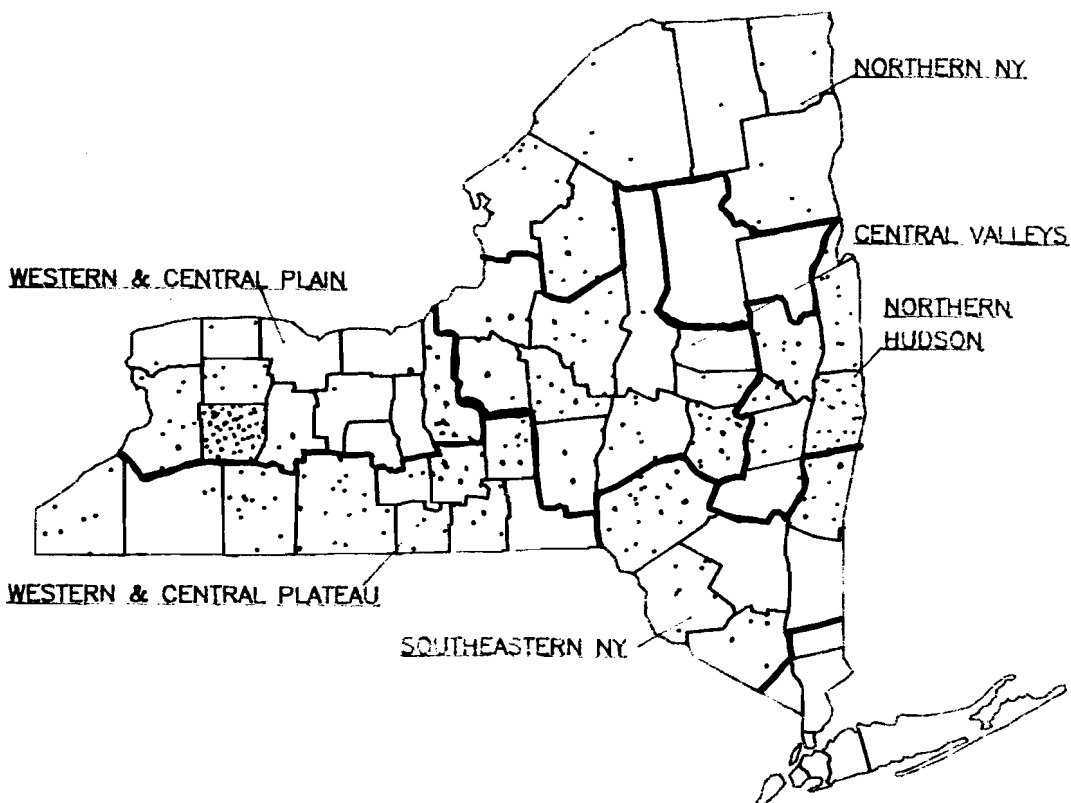 NORTHERN NY.
CENTRAL VALLEYS
WESTERN & CENTRAL PLAIN
NORTHERN
HUDSON
WESTERN & CENTRAL PLATEAU
SOUTHEASTERN NY.